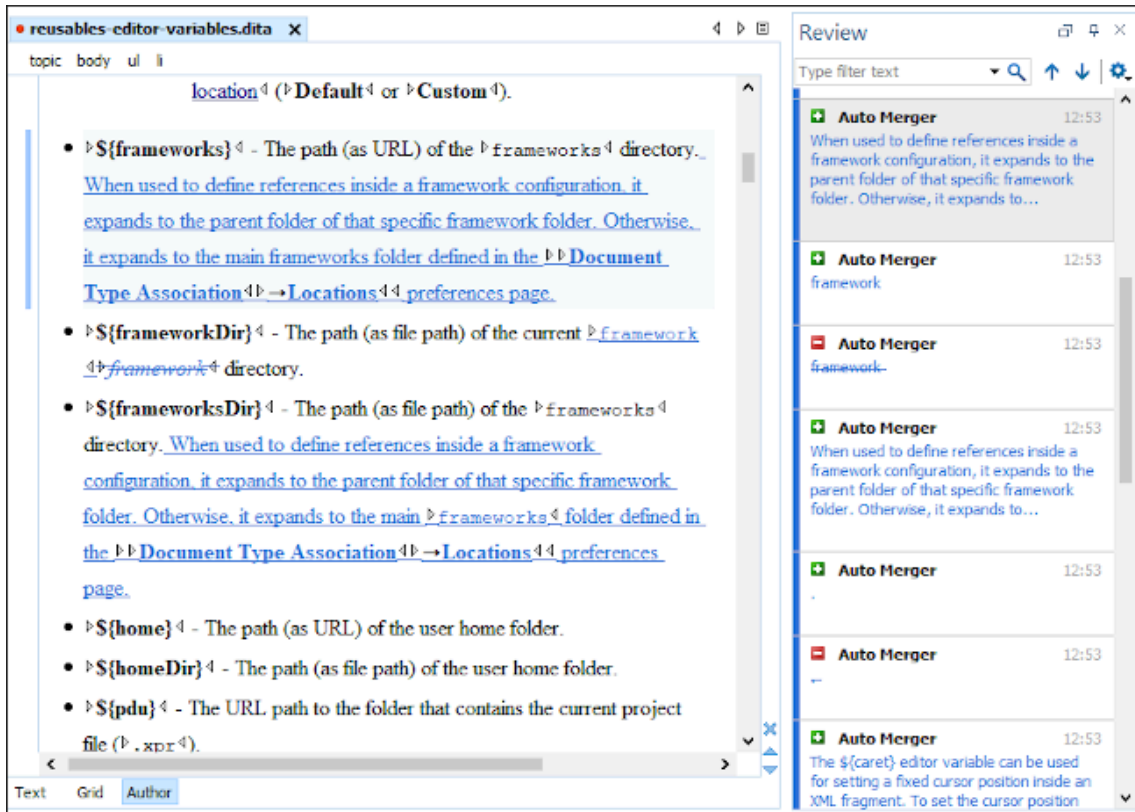 reusables-editor-variables.dita X
topic body ul li
location (Default or Custom).
• ${frameworks} - The path (as URL) of the frameworks directory.
When used to define references inside a framework configuration, it
expands to the parent folder of that specific framework folder. Otherwise,
it expands to the main frameworks folder defined in the Document
Type Association→Locations preferences page.
• ${frameworkDir} - The path (as file path) of the current framework
framework directory.
• ${frameworksDir} - The path (as file path) of the frameworks
directory. When used to define references inside a framework
configuration, it expands to the parent folder of that specific framework
folder. Otherwise, it expands to the main frameworks folder defined in
the Document Type Association→Locations preferences
page.
• ${home} - The path (as URL) of the user home folder.
• ${homeDir} - The path (as file path) of the user home folder.
• ${pdu} - The URL path to the folder that contains the current project
file (.xpr).
Text Grid Author
Review
Type filter text
Auto Merger 12:53
When used to define references inside a
framework configuration, it expands to the
parent folder of that specific framework
folder. Otherwise, it expands to...
Auto Merger 12:53
framework
Auto Merger 12:53
framework
Auto Merger 12:53
When used to define references inside a
framework configuration, it expands to the
parent folder of that specific framework
folder. Otherwise, it expands to...
Auto Merger 12:53
.
Auto Merger 12:53
Auto Merger 12:53
The ${caret} editor variable can be used
for setting a fixed cursor position inside an
XML fragment. To set the cursor position